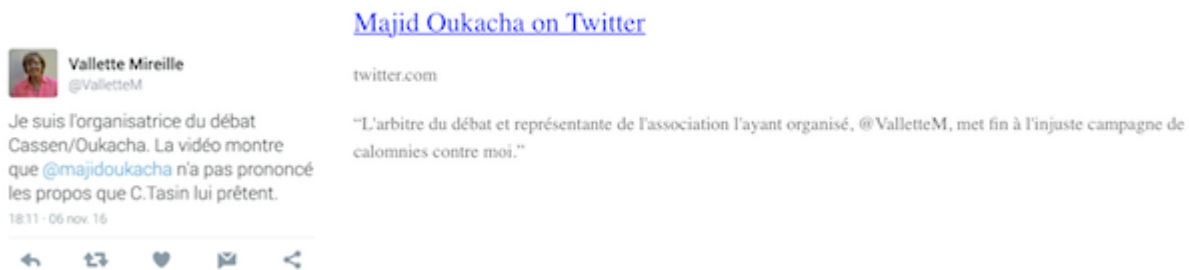 Vallette Mireille
@ValletteM
Je suis l'organisatrice du débat
Cassen/Oukacha. La vidéo montre
que @majidoukacha n'a pas prononcé
les propos que C.Tasin lui prêtent.
18:11 · 06 nov. 16
Majid Oukacha on Twitter
twitter.com
“L'arbitre du débat et représentante de l'association l'ayant organisé, @ValletteM, met fin à l'injuste campagne de
calomnies contre moi.”